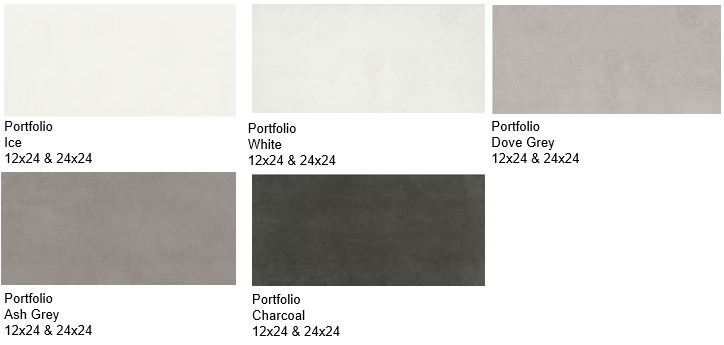 Portfolio
Ice
12x24 & 24x24
Portfolio
White
12x24 & 24x24
Portfolio
Dove Grey
12x24 & 24x24
Portfolio
Ash Grey
12x24 & 24x24
Portfolio
Charcoal
12x24 & 24x24